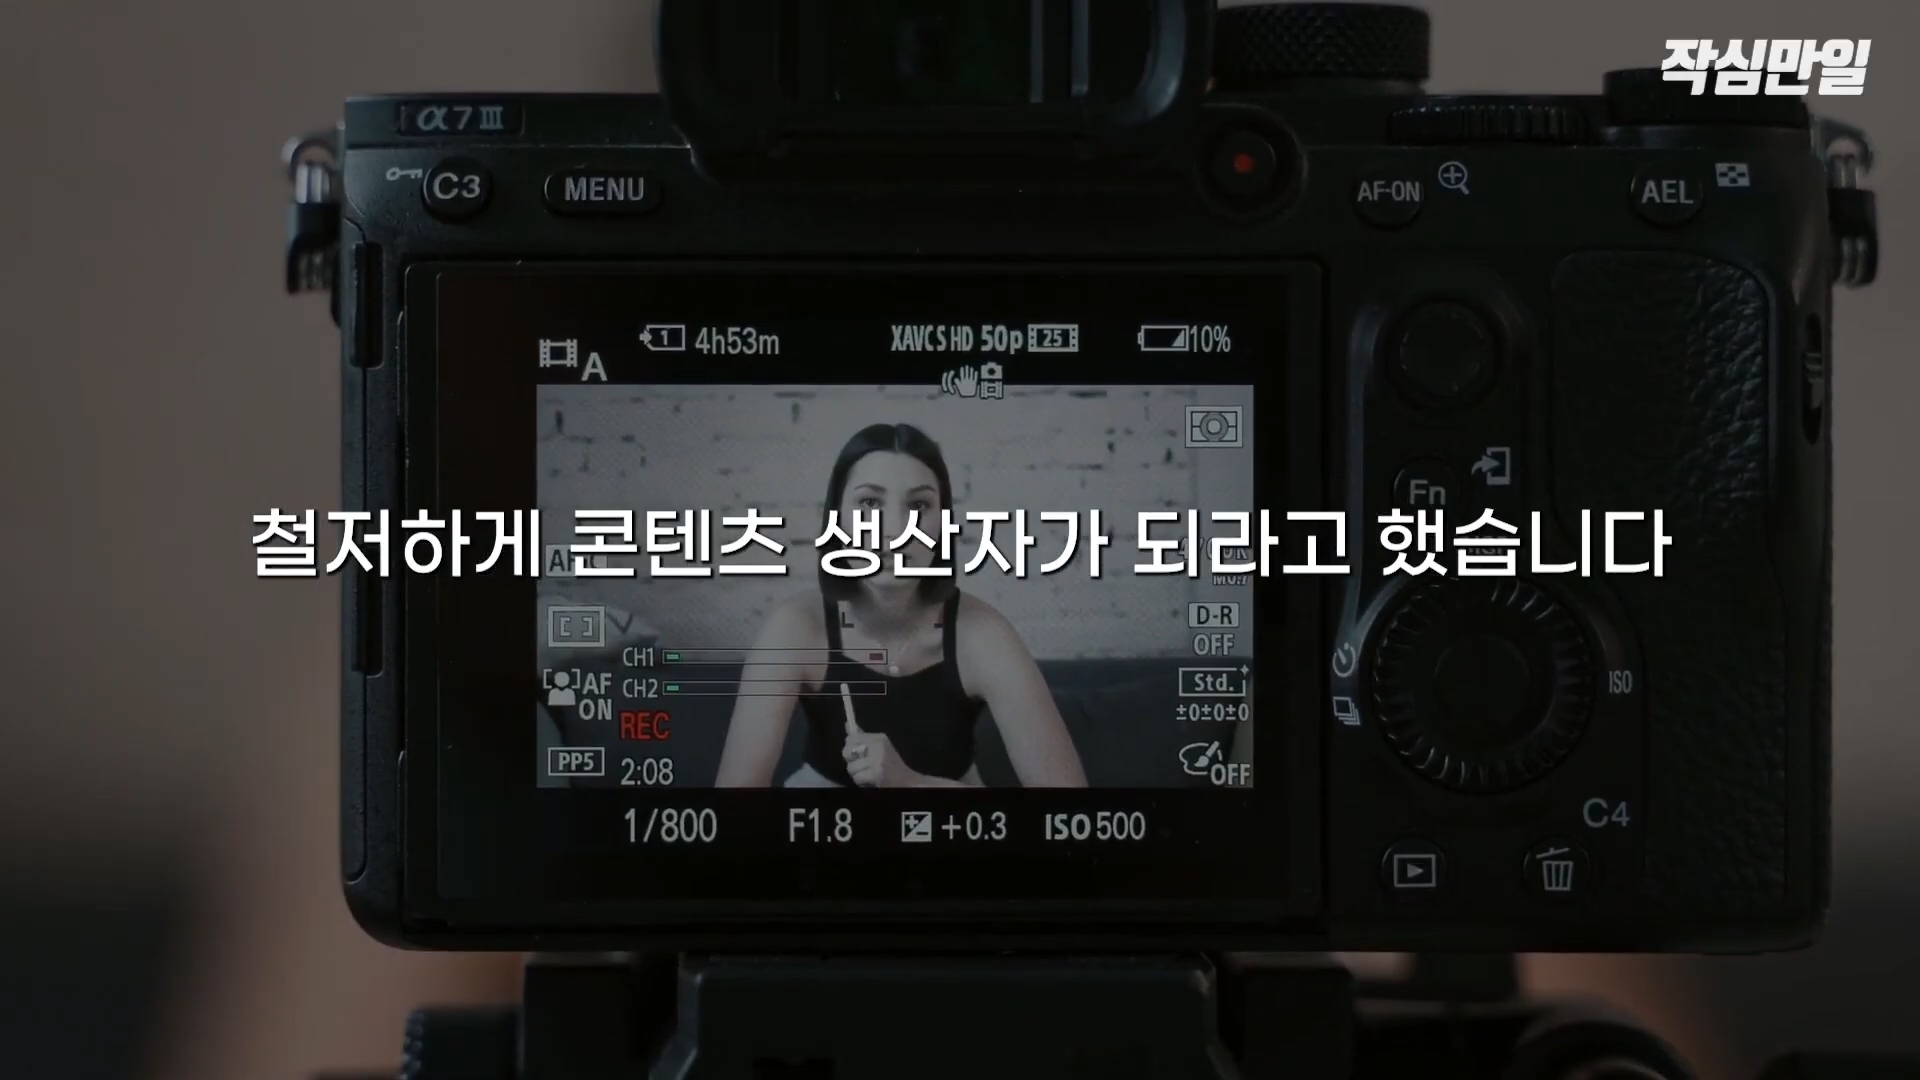 작심만일
α7III
C3
MENU
AF-ON
AEL
1
4h53m
XAVC S HD 50p 25
10%
A
Fn
철저하게 콘텐츠 생산자가 되라고 했습니다
D-R
OFF
CH1
CH2
AF
ON
REC
Std.
±0±0±0
ISO
PP5
2:08
OFF
1/800
F1.8
+0.3
ISO 500
C4